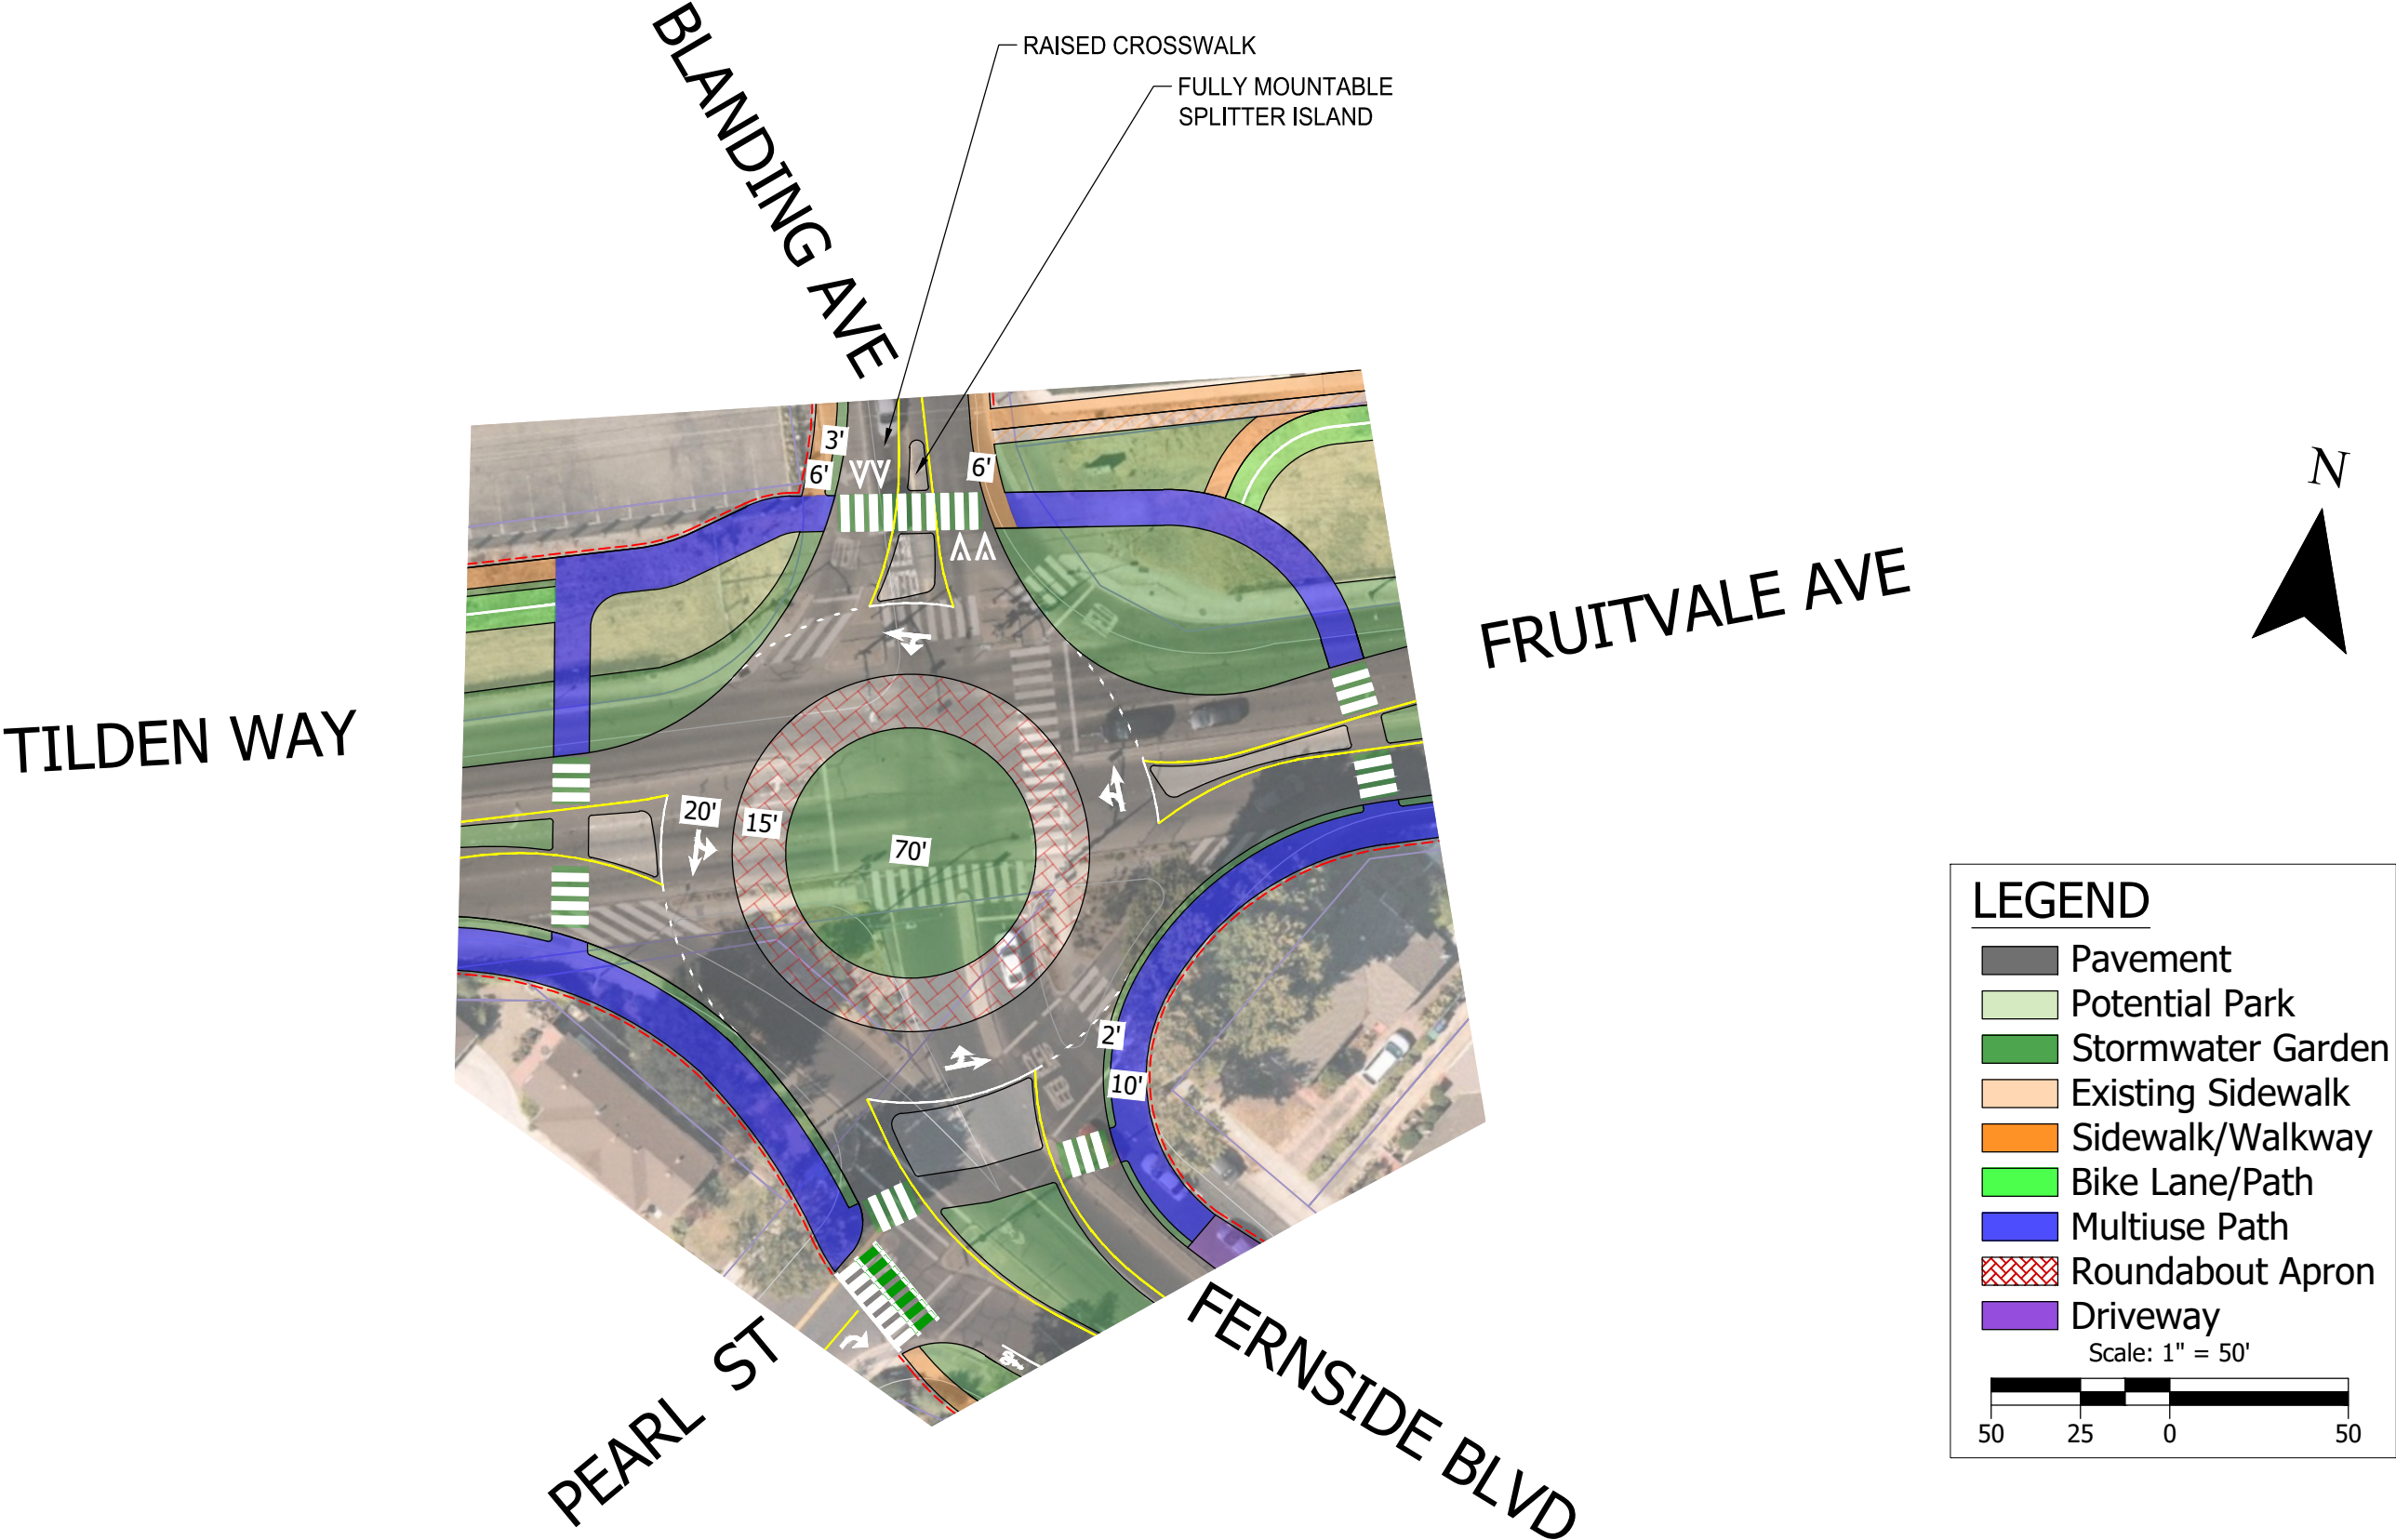 BLANDING AVE
RAISED CROSSWALK
FULLY MOUNTABLE
SPLITTER ISLAND
3'
6'
6'
N
FRUITVALE AVE
TILDEN WAY
20'
15'
70'
2'
10'
PEARL ST
FERNSIDE BLVD
LEGEND
Pavement
Potential Park
Stormwater Garden
Existing Sidewalk
Sidewalk/Walkway
Bike Lane/Path
Multiuse Path
Roundabout Apron
Driveway
Scale: 1" = 50'
50 25 0 50